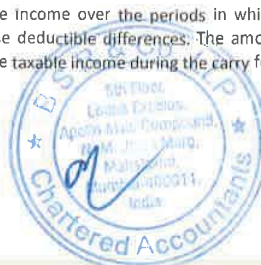 e income over the periods in whi
se deductible differences. The amo
e taxable income during the carry f
5th Floor,
Lodha Excelus,
Apollo Mills Compound,
N.M. Joshi Marg,
Mahalaxmi,
Mumbai-400011.
India
Chartered Accountants